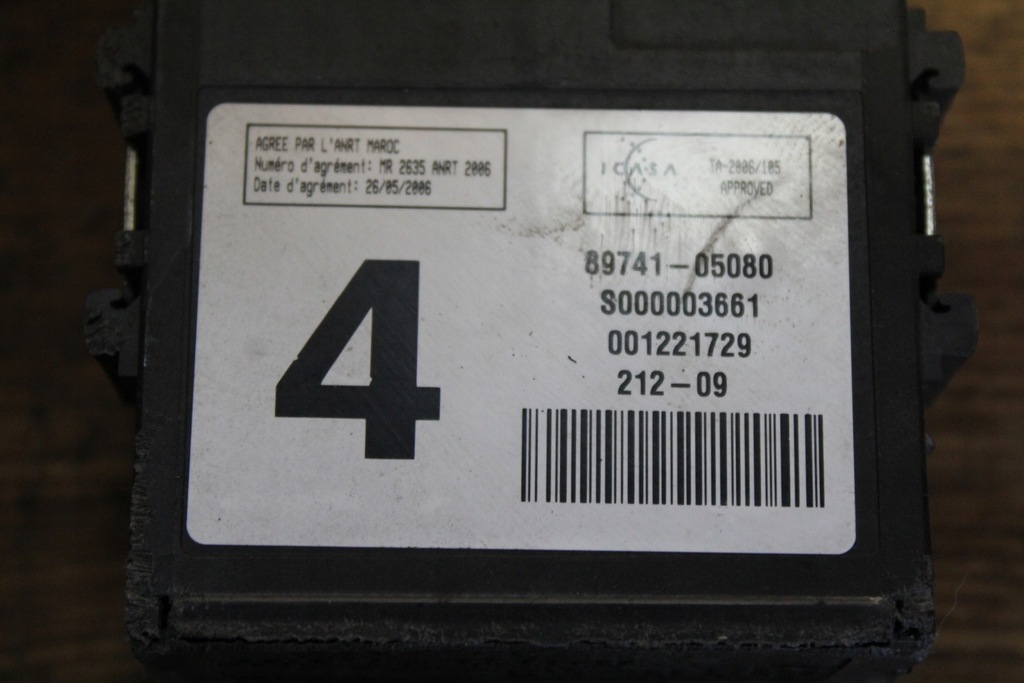 AGREE PAR L'ANRT MAROC
Numéro d'agrément: MR 2635 ANRT 2006
Date d'agrément: 26/05/2006
ICASA
TA-2006/105
APPROVED
4
89741-05080
S000003661
001221729
212-09